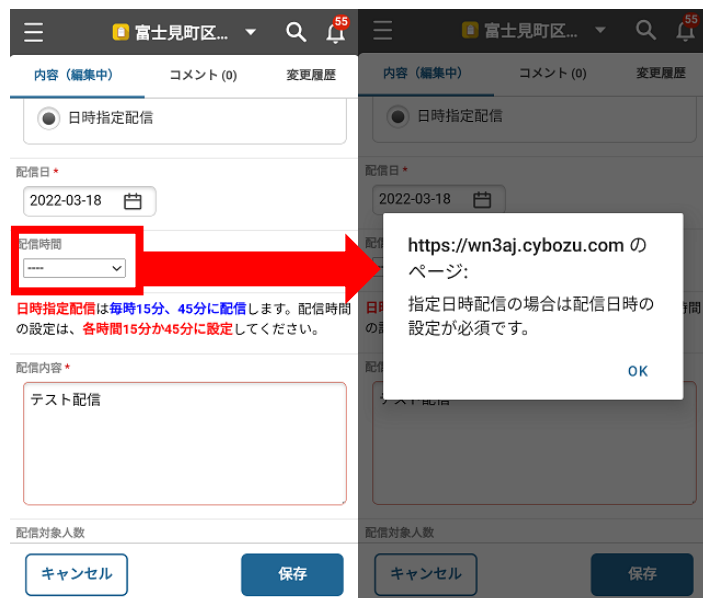 富士見町区...
55
内容（編集中）
コメント (0)
変更履歴
日時指定配信
配信日 *
2022-03-18
配信時間
----
日時指定配信は毎時15分、45分に配信します。配信時間
の設定は、各時間15分か45分に設定してください。
配信内容 *
テスト配信
配信対象人数
キャンセル
保存
富士見町区...
55
内容（編集中）
コメント (0)
変更履歴
日時指定配信
配信日 *
2022-03-18
https://wn3aj.cybozu.com の
ページ:
指定日時配信の場合は配信日時の
設定が必須です。
OK
配信対象人数
キャンセル
保存